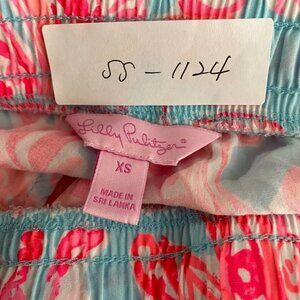 SS-1124
Lilly Pulitzer®
XS
MADE IN
SRI LANKA